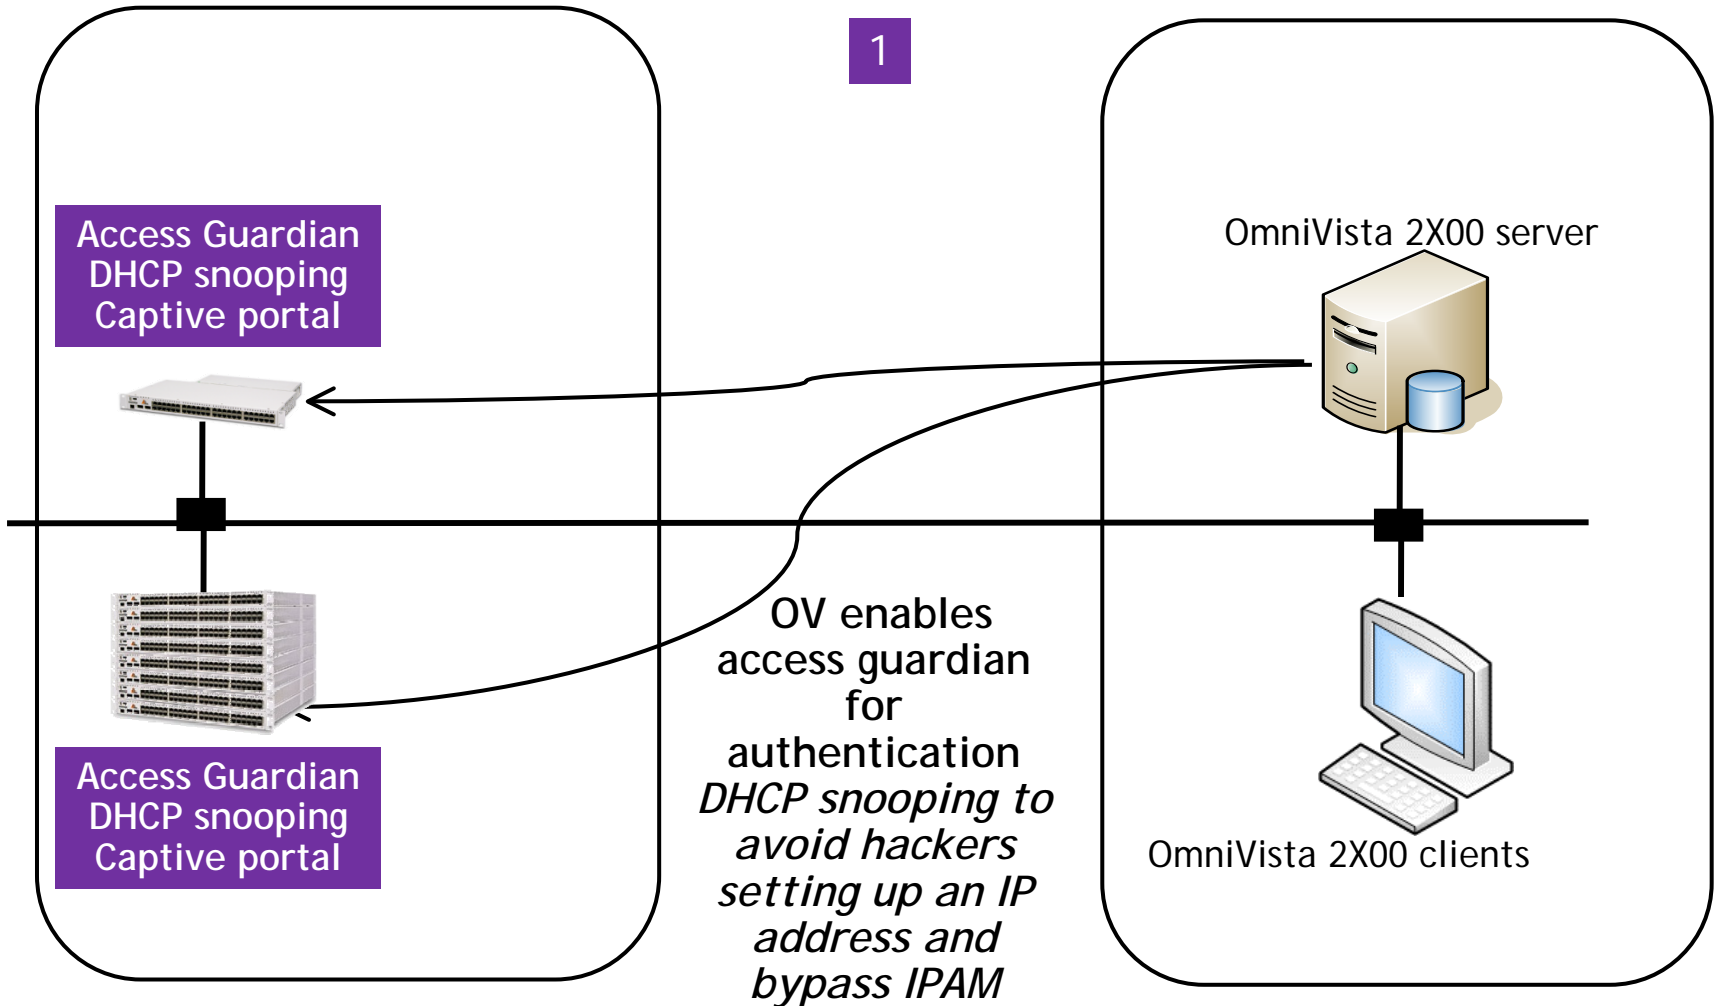 1
Access Guardian
DHCP snooping
Captive portal
OmniVista 2X00 server
OV enables
access guardian
for
authentication
DHCP snooping to
avoid hackers
setting up an IP
address and
bypass IPAM
Access Guardian
DHCP snooping
Captive portal
OmniVista 2X00 clients